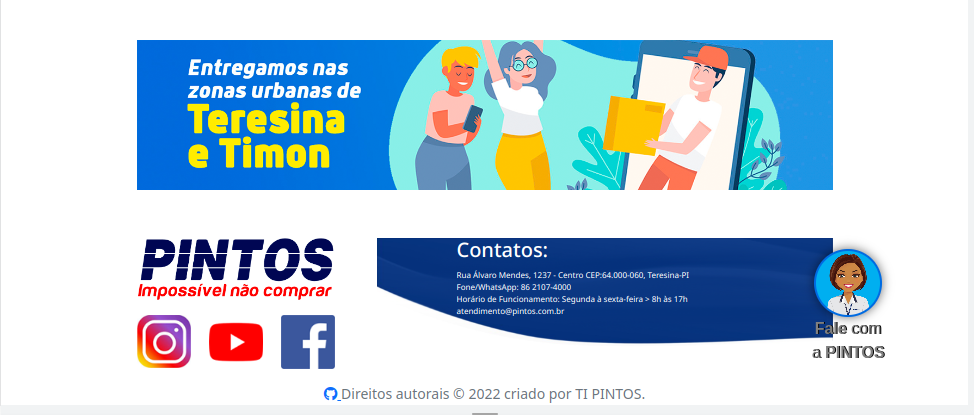 Entregamos nas
zonas urbanas de
Teresina
e Timon
PINTOS
Impossível não comprar
Contatos:
Rua Álvaro Mendes, 1237 - Centro CEP:64.000-060, Teresina-PI
Fone/WhatsApp: 86 2107-4000
Horário de Funcionamento: Segunda à sexta-feira > 8h às 17h
atendimento@pintos.com.br
Fale com
a PINTOS
Direitos autorais © 2022 criado por TI PINTOS.